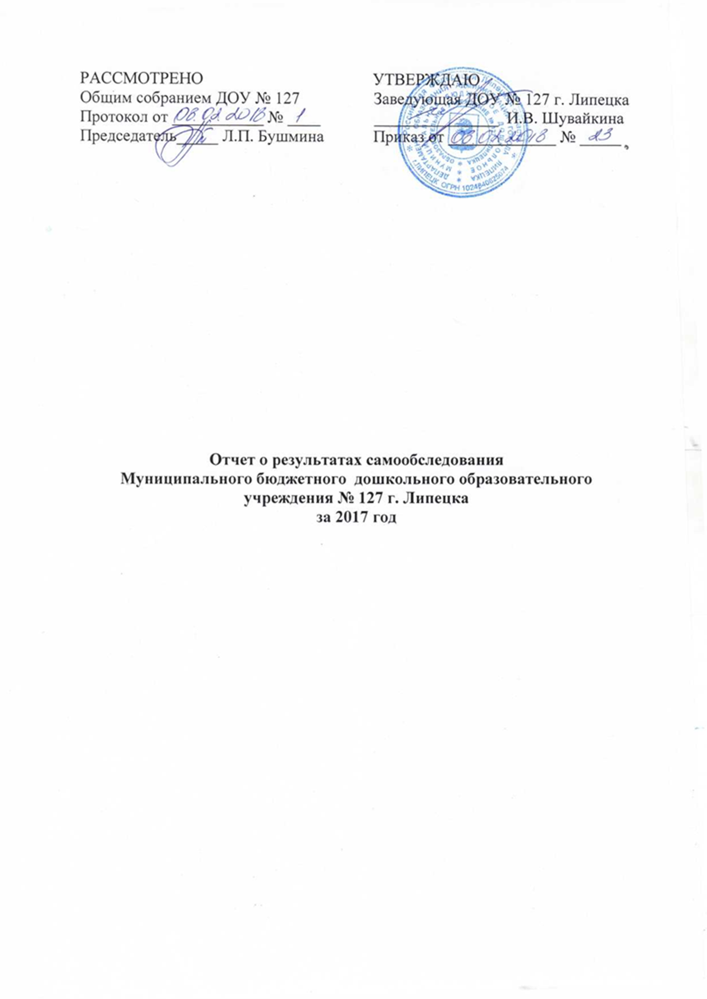 РАССМОТРЕНО
Общим собранием ДОУ № 127
Протокол от 08.02.2018 № 1
Председатель______ Л.П. Бушмина
УТВЕРЖДАЮ
Заведующая ДОУ № 127 г. Липецка
И.В. Шувайкина
Приказ от 08.02.2018 № 23
г.ЛИПЕЦК ОГРН 1024840825074
Отчет о результатах самообследования
Муниципального бюджетного дошкольного образовательного
учреждения № 127 г. Липецка
за 2017 год